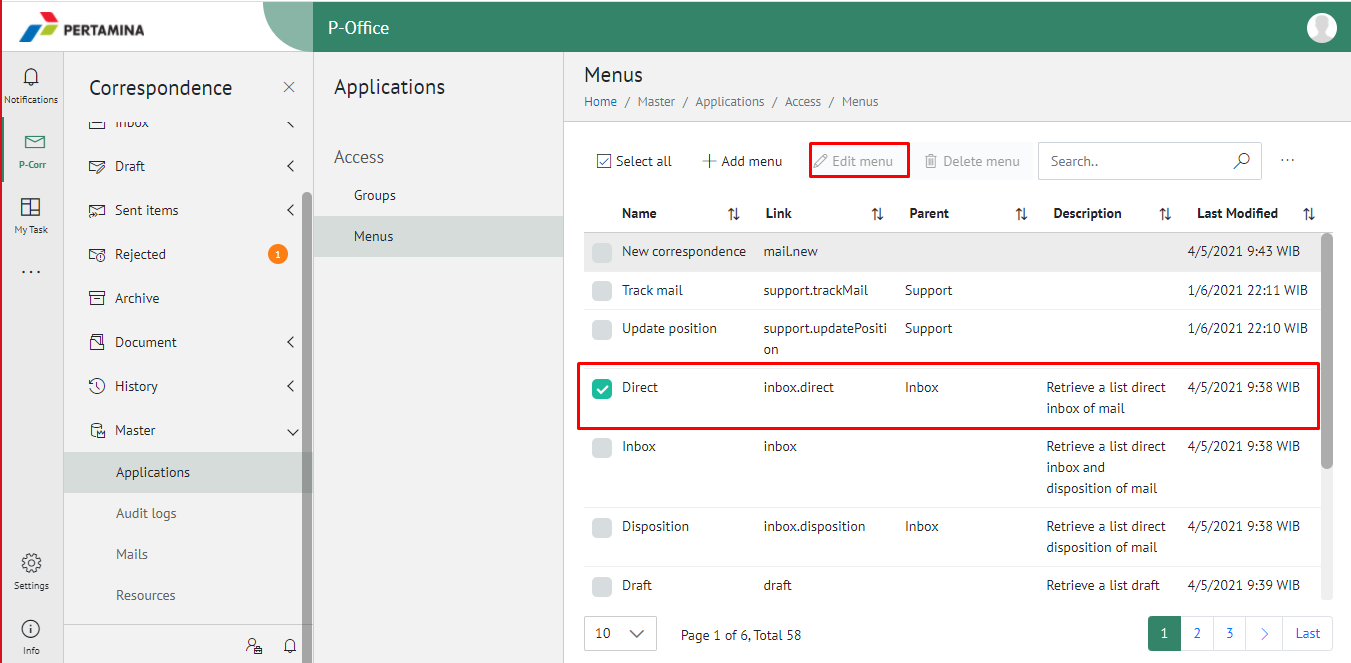 PERTAMINA
P-Office
Notifications
P-Corr
My Task
...
Settings
Info
Correspondence
Inbox
Draft
Sent items
Rejected 1
Archive
Document
History
Master
Applications
Audit logs
Mails
Resources
Applications
Access
Groups
Menus
Menus
Home / Master / Applications / Access / Menus
Select all Add menu Edit menu Delete menu Search.. ...
Name Link Parent Description Last Modified
New correspondence mail.new 4/5/2021 9:43 WIB
Track mail support.trackMail Support 1/6/2021 22:11 WIB
Update position support.updatePositi Support 1/6/2021 22:10 WIB
on
Direct inbox.direct Inbox Retrieve a list direct 4/5/2021 9:38 WIB
inbox of mail
Inbox inbox Retrieve a list direct 4/5/2021 9:38 WIB
inbox and
disposition of mail
Disposition inbox.disposition Inbox Retrieve a list direct 4/5/2021 9:38 WIB
disposition of mail
Draft draft Retrieve a list draft 4/5/2021 9:39 WIB
10 Page 1 of 6, Total 58 1 2 3 > Last